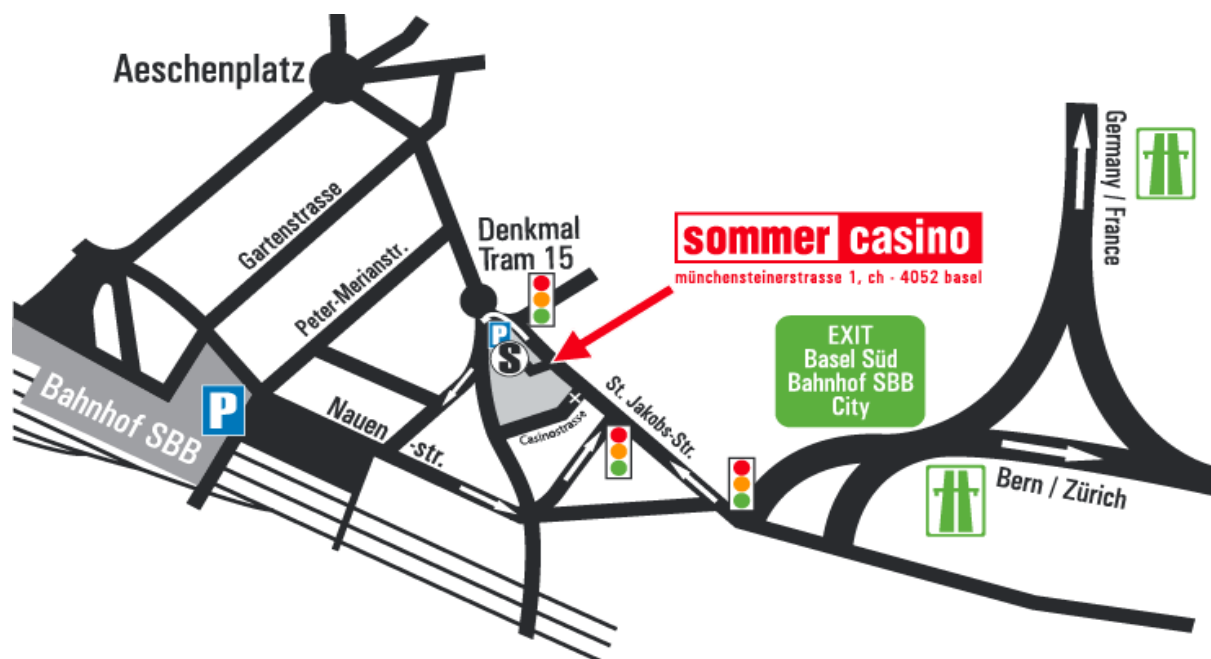 Aeschenplatz
Gartenstrasse
Peter-Merianstr.
Denkmal
Tram 15
sommer casino
münchensteinerstrasse 1, ch - 4052 basel
Germany / France
EXIT
Basel Süd
Bahnhof SBB
City
P
S
Bahnhof SBB
P
Nauen -str.
Casinostrasse
St. Jakobs-Str.
Bern / Zürich